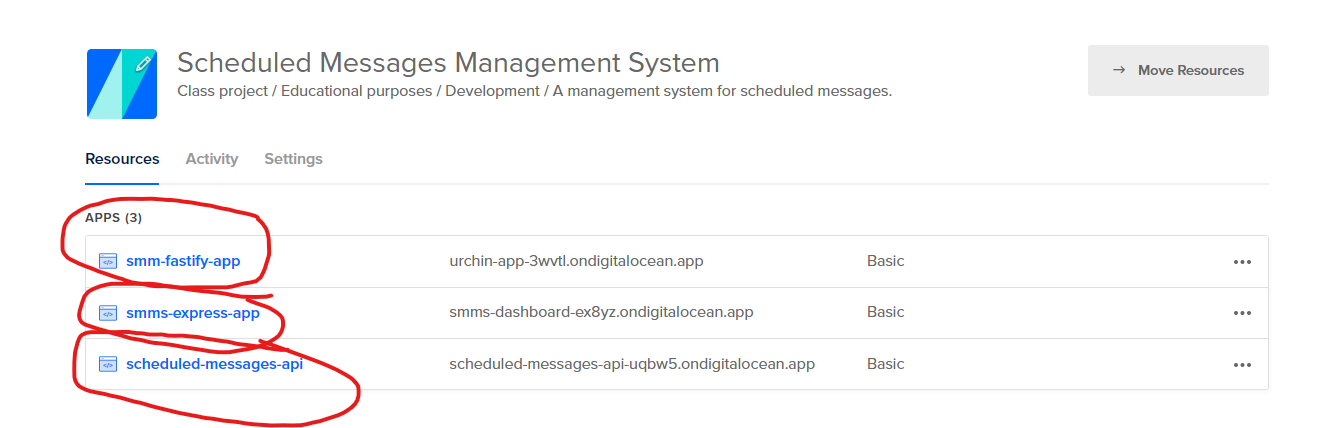 Scheduled Messages Management System
Class project / Educational purposes / Development / A management system for scheduled messages.
→ Move Resources
Resources Activity Settings
APPS (3)
smm-fastify-app urchin-app-3wvtl.ondigitalocean.app Basic •••
smms-express-app smms-dashboard-ex8yz.ondigitalocean.app Basic •••
scheduled-messages-api scheduled-messages-api-uqbw5.ondigitalocean.app Basic •••